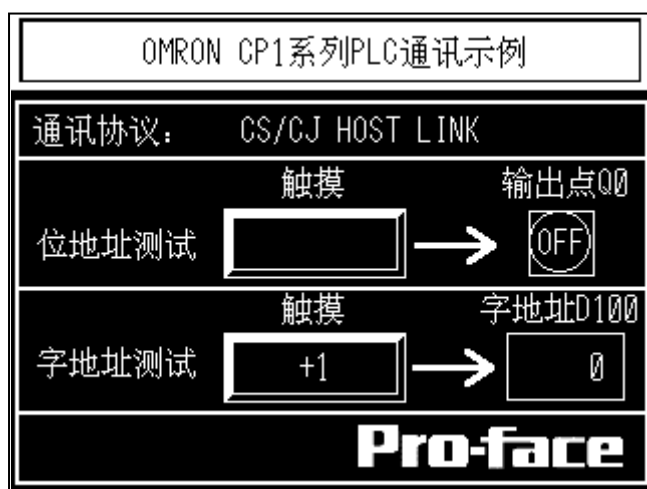 OMRON CP1系列PLC通讯示例
通讯协议： CS/CJ HOST LINK
触摸 输出点Q0
位地址测试 OFF
触摸 字地址D100
字地址测试 +1 0
Pro-face